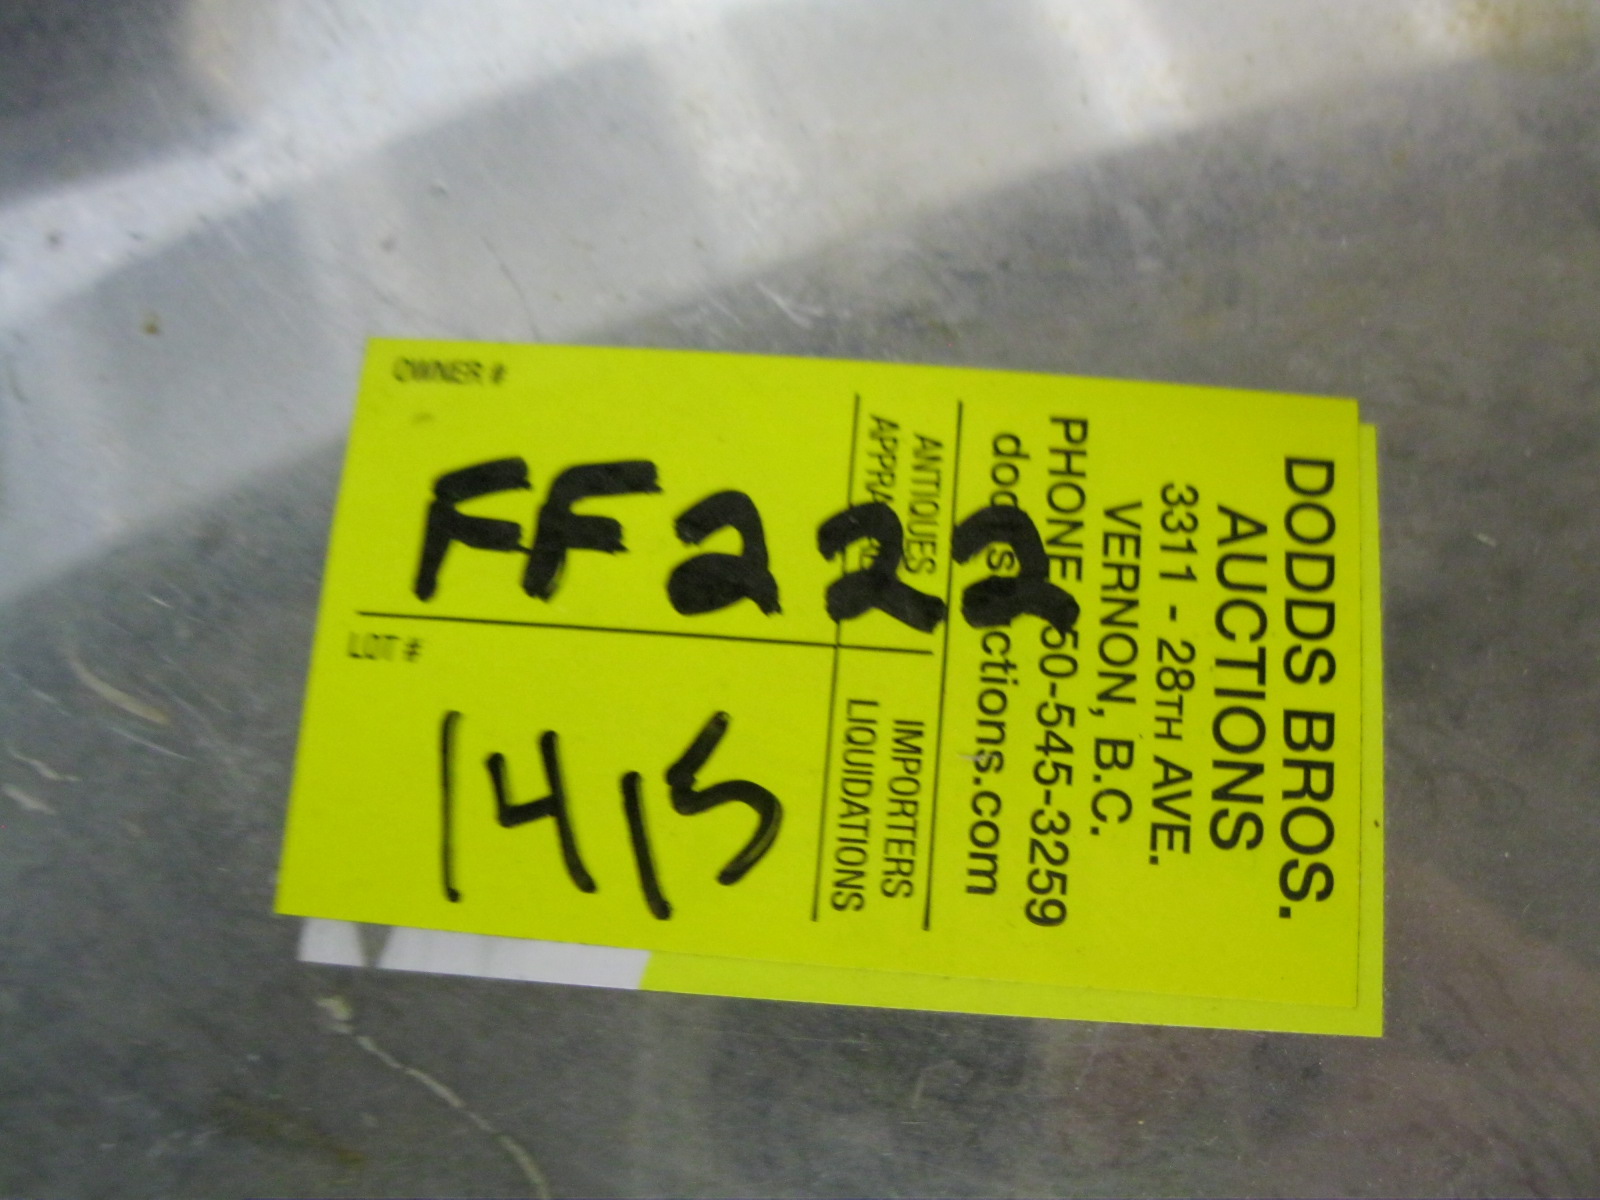 DODDS BROS.
AUCTIONS
3311 - 28TH AVE.
VERNON, B.C.
PHONE 50-545-3259
dod s ctions.com
ANTIQUES
IMPORTERS
LIQUIDATIONS
OWNER #
FF222
LOT #
1415